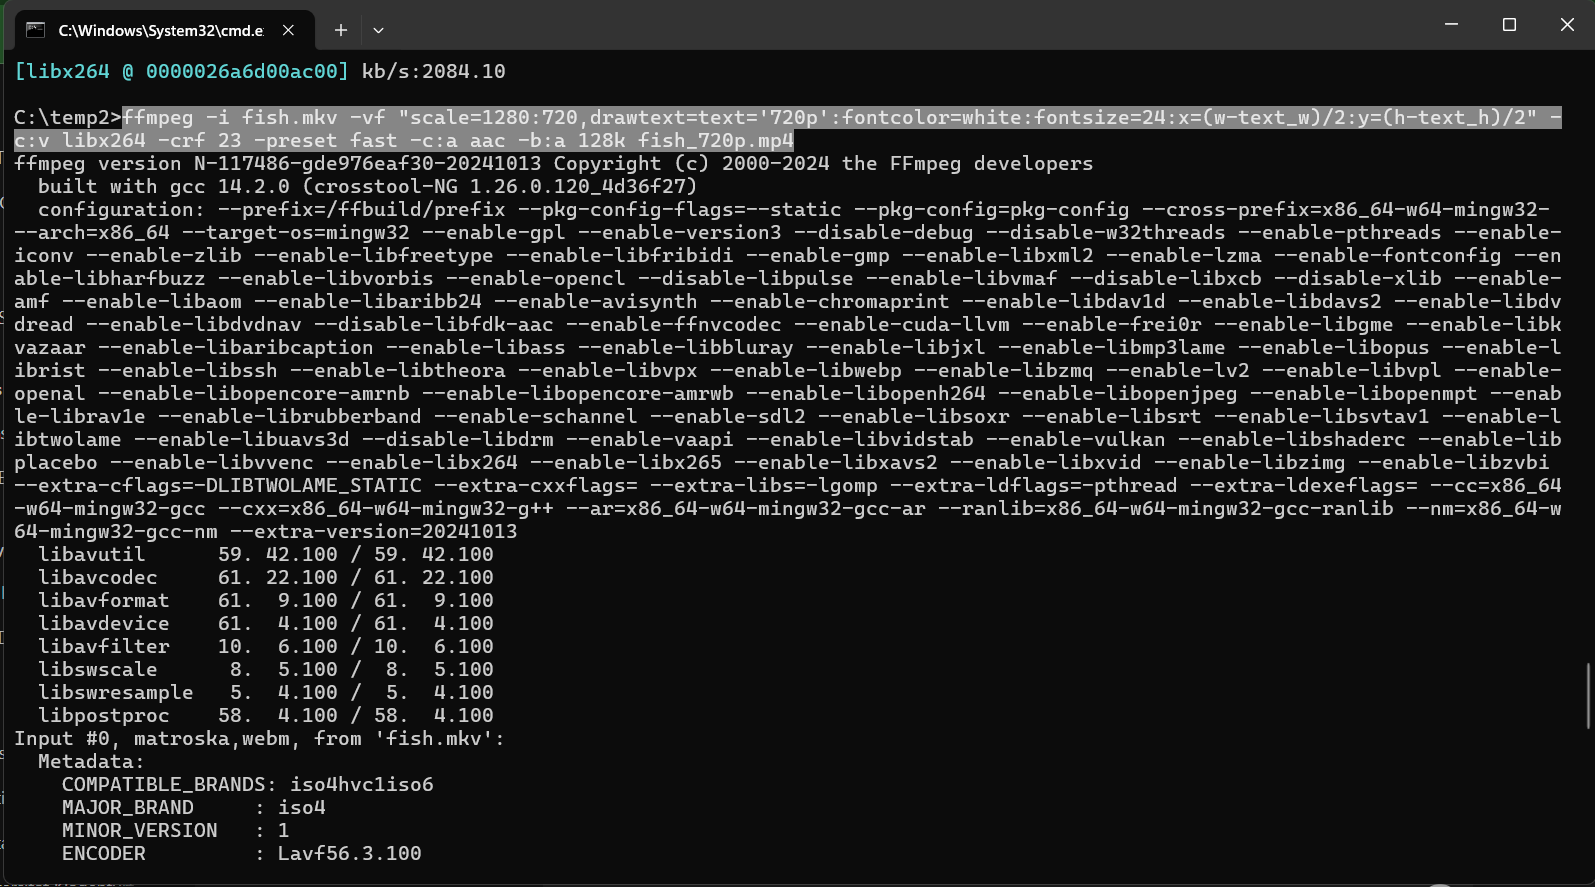 C:\Windows\System32\cmd.e
[libx264 @ 0000026a6d00ac00] kb/s:2084.10
C:\temp2>ffmpeg -i fish.mkv -vf "scale=1280:720,drawtext=text='720p':fontcolor=white:fontsize=24:x=(w-text_w)/2:y=(h-text_h)/2" -
c:v libx264 -crf 23 -preset fast -c:a aac -b:a 128k fish_720p.mp4
ffmpeg version N-117486-gde976eaf30-20241013 Copyright (c) 2000-2024 the FFmpeg developers
  built with gcc 14.2.0 (crosstool-NG 1.26.0.120_4d36f27)
  configuration: --prefix=/ffbuild/prefix --pkg-config-flags=--static --pkg-config=pkg-config --cross-prefix=x86_64-w64-mingw32-
--arch=x86_64 --target-os=mingw32 --enable-gpl --enable-version3 --disable-debug --disable-w32threads --enable-pthreads --enable-
iconv --enable-zlib --enable-libfreetype --enable-libfribidi --enable-gmp --enable-libxml2 --enable-lzma --enable-fontconfig --en
able-libharfbuzz --enable-libvorbis --enable-opencl --disable-libpulse --enable-libvmaf --disable-libxcb --disable-xlib --enable-
amf --enable-libaom --enable-libaribb24 --enable-avisynth --enable-chromaprint --enable-libdav1d --enable-libdavs2 --enable-libdv
dread --enable-libdvdnav --disable-libfdk-aac --enable-ffnvcodec --enable-cuda-llvm --enable-frei0r --enable-libgme --enable-libk
vazaar --enable-libaribcaption --enable-libass --enable-libbluray --enable-libjxl --enable-libmp3lame --enable-libopus --enable-l
ibrist --enable-libssh --enable-libtheora --enable-libvpx --enable-libwebp --enable-libzmq --enable-lv2 --enable-libvpl --enable-
openal --enable-libopencore-amrnb --enable-libopencore-amrwb --enable-libopenh264 --enable-libopenjpeg --enable-libopenmpt --enab
le-librav1e --enable-librubberband --enable-schannel --enable-sdl2 --enable-libsoxr --enable-libsrt --enable-libsvtav1 --enable-l
ibtwolame --enable-libuavs3d --disable-libdrm --enable-vaapi --enable-libvidstab --enable-vulkan --enable-libshaderc --enable-lib
placebo --enable-libvvenc --enable-libx264 --enable-libx265 --enable-libxavs2 --enable-libxvid --enable-libzimg --enable-libzvbi
--extra-cflags=-DLIBTWOLAME_STATIC --extra-cxxflags= --extra-libs=-lgomp --extra-ldflags=-pthread --extra-ldexeflags= --cc=x86_64
-w64-mingw32-gcc --cxx=x86_64-w64-mingw32-g++ --ar=x86_64-w64-mingw32-gcc-ar --ranlib=x86_64-w64-mingw32-gcc-ranlib --nm=x86_64-w
64-mingw32-gcc-nm --extra-version=20241013
  libavutil      59. 42.100 / 59. 42.100
  libavcodec     61. 22.100 / 61. 22.100
  libavformat    61.  9.100 / 61.  9.100
  libavdevice    61.  4.100 / 61.  4.100
  libavfilter    10.  6.100 / 10.  6.100
  libswscale      8.  5.100 /  8.  5.100
  libswresample   5.  4.100 /  5.  4.100
  libpostproc    58.  4.100 / 58.  4.100
Input #0, matroska,webm, from 'fish.mkv':
  Metadata:
    COMPATIBLE_BRANDS: iso4hvc1iso6
    MAJOR_BRAND     : iso4
    MINOR_VERSION   : 1
    ENCODER         : Lavf56.3.100